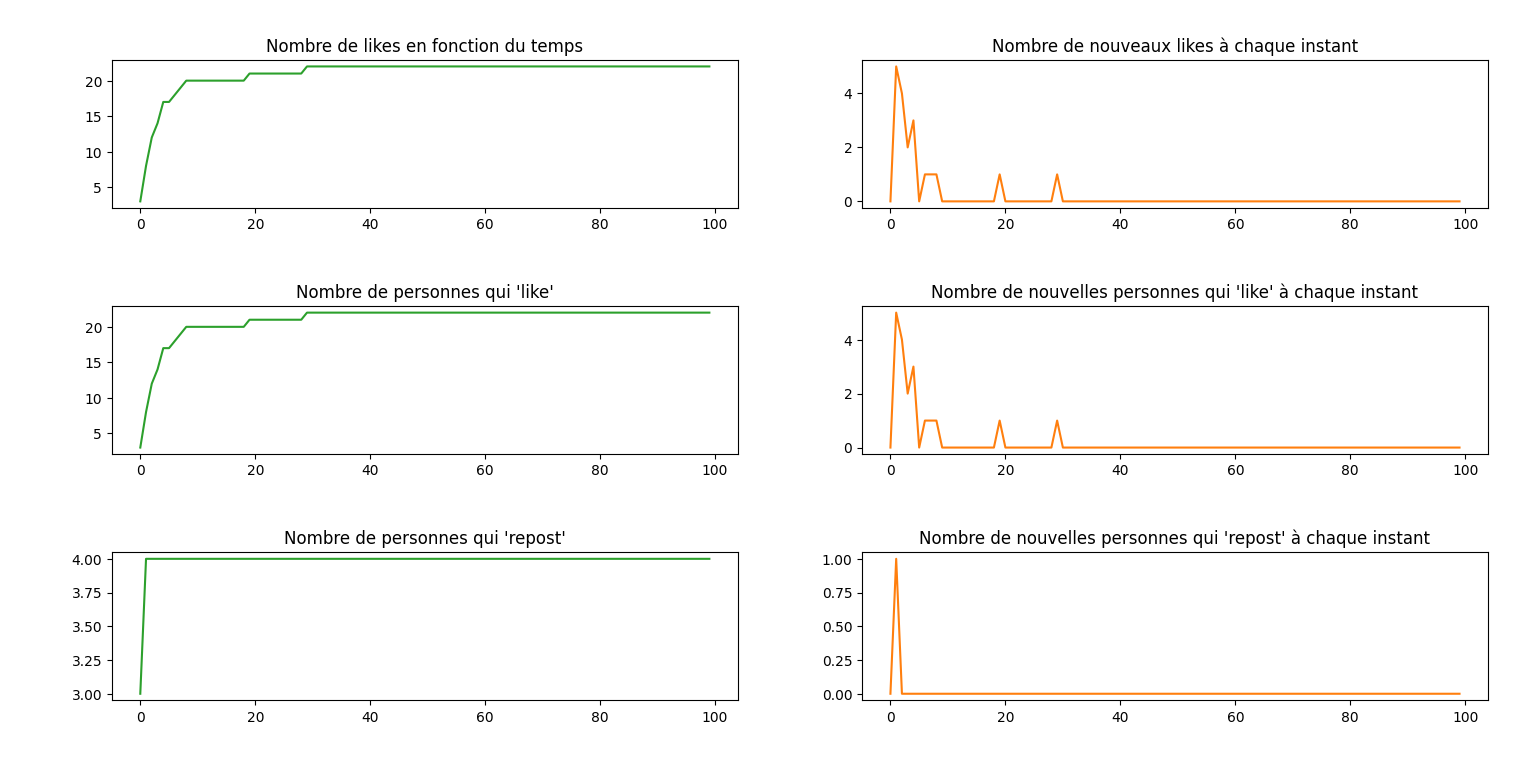 Nombre de likes en fonction du temps
20
15
10
5
0 20 40 60 80 100
Nombre de nouveaux likes à chaque instant
4
2
0
0 20 40 60 80 100
Nombre de personnes qui 'like'
20
15
10
5
0 20 40 60 80 100
Nombre de nouvelles personnes qui 'like' à chaque instant
4
2
0
0 20 40 60 80 100
Nombre de personnes qui 'repost'
4.00
3.75
3.50
3.25
3.00
0 20 40 60 80 100
Nombre de nouvelles personnes qui 'repost' à chaque instant
1.00
0.75
0.50
0.25
0.00
0 20 40 60 80 100